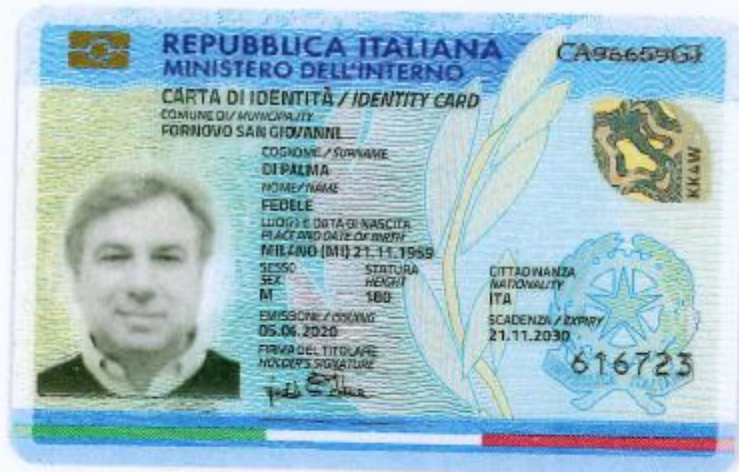 REPUBBLICA ITALIANA
MINISTERO DELL'INTERNO
CA98659GJ
CARTA DI IDENTITÀ / IDENTITY CARD
COMUNE DI / MUNICIPALITY
FORNOVO SAN GIOVANNI
COGNOME / SURNAME
DI PALMA
NOME / NAME
FEDELE
LUOGO E DATA DI NASCITA
PLACE AND DATE OF BIRTH
MILANO (MI) 21.11.1969
SESSO STATURA CITTADINANZA
SEX HEIGHT NATIONALITY
M 180 ITA
EMISSIONE / ISSUING SCADENZA / EXPIRY
05.06.2020 21.11.2030
FIRMA DEL TITOLARE
HOLDER'S SIGNATURE
616723
KK4W